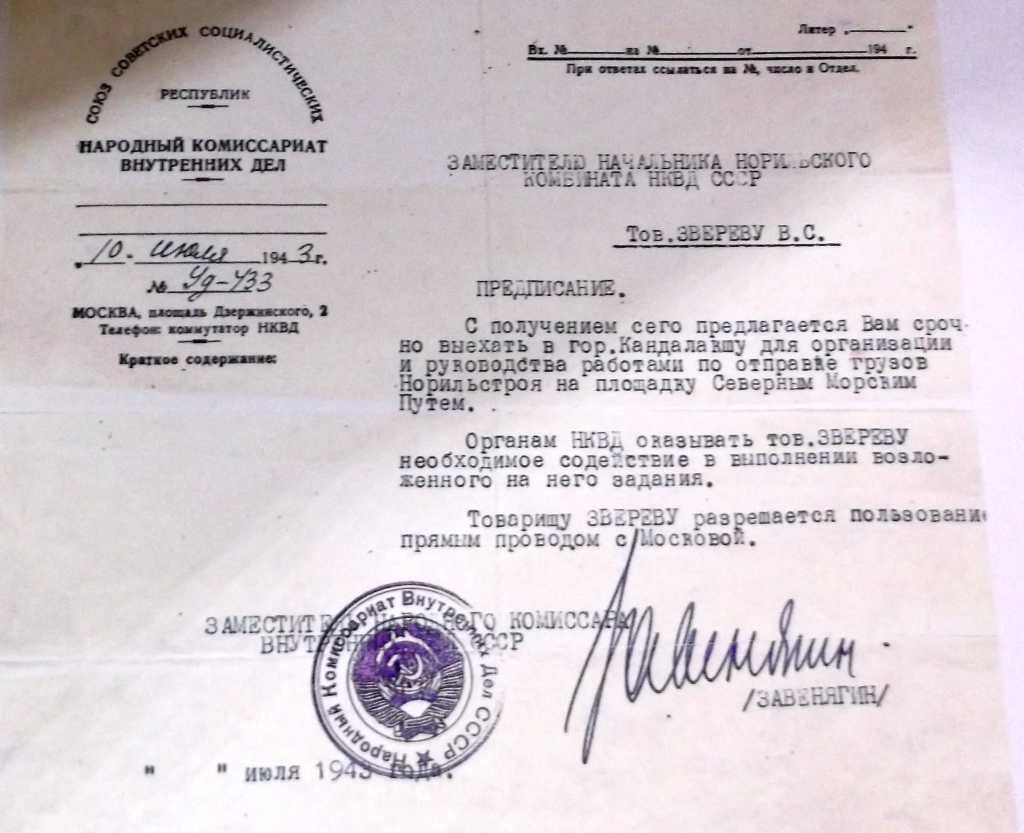 СОЮЗ СОВЕТСКИХ СОЦИАЛИСТИЧЕСКИХ
РЕСПУБЛИК
НАРОДНЫЙ КОМИССАРИАТ
ВНУТРЕННИХ ДЕЛ
10. июля 1943 г.
№ Уд-433
МОСКВА, площадь Дзержинского, 2
Телефон: коммутатор НКВД
Краткое содержание:
Литер „ “
Вх. № на № от 194 г.
При ответах ссылаться на №, число и Отдел.
ЗАМЕСТИТЕЛЮ НАЧАЛЬНИКА НОРИЛЬСКОГО
КОМБИНАТА НКВД СССР
Тов.ЗВЕРЕВУ В.С.
ПРЕДПИСАНИЕ.
С получением сего предлагается Вам сроч-
но выехать в гор.Кандалакшу для организации
и руководства работами по отправке грузов
Норильстроя на площадку Северным Морским
Путем.
Органам НКВД оказывать тов.ЗВЕРЕВУ
необходимое содействие в выполнении возло-
женного на него задания.
Товарищу ЗВЕРЕВУ разрешается пользование
прямым проводом с Московой.
ЗАМЕСТИТЕЛЬ НАРОДНОГО КОМИССАРА
ВНУТРЕННИХ ДЕЛ СССР
Народный Комиссариат Внутренних Дел СССР
/ЗАВЕНЯГИН/
" " июля 1943 года.